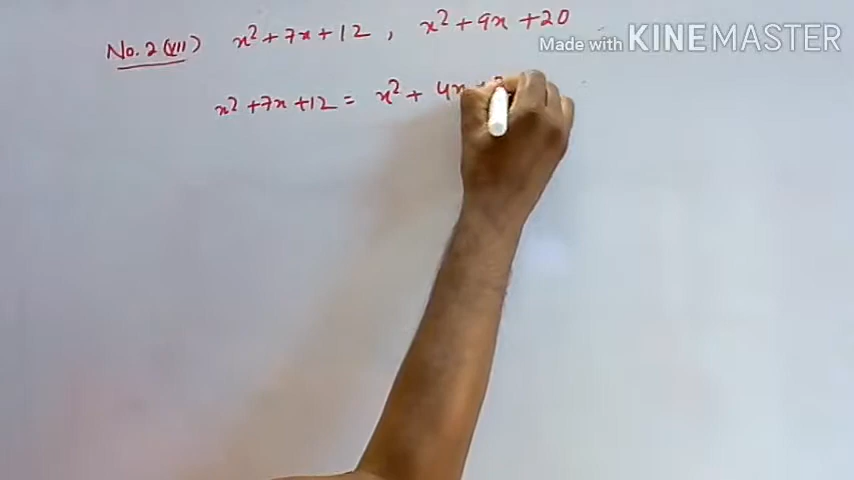 No. 2 (VII) x² + 7x + 12 , x² + 9x + 20
Made with KINEMASTER
x² + 7x + 12 = x² + 4x +